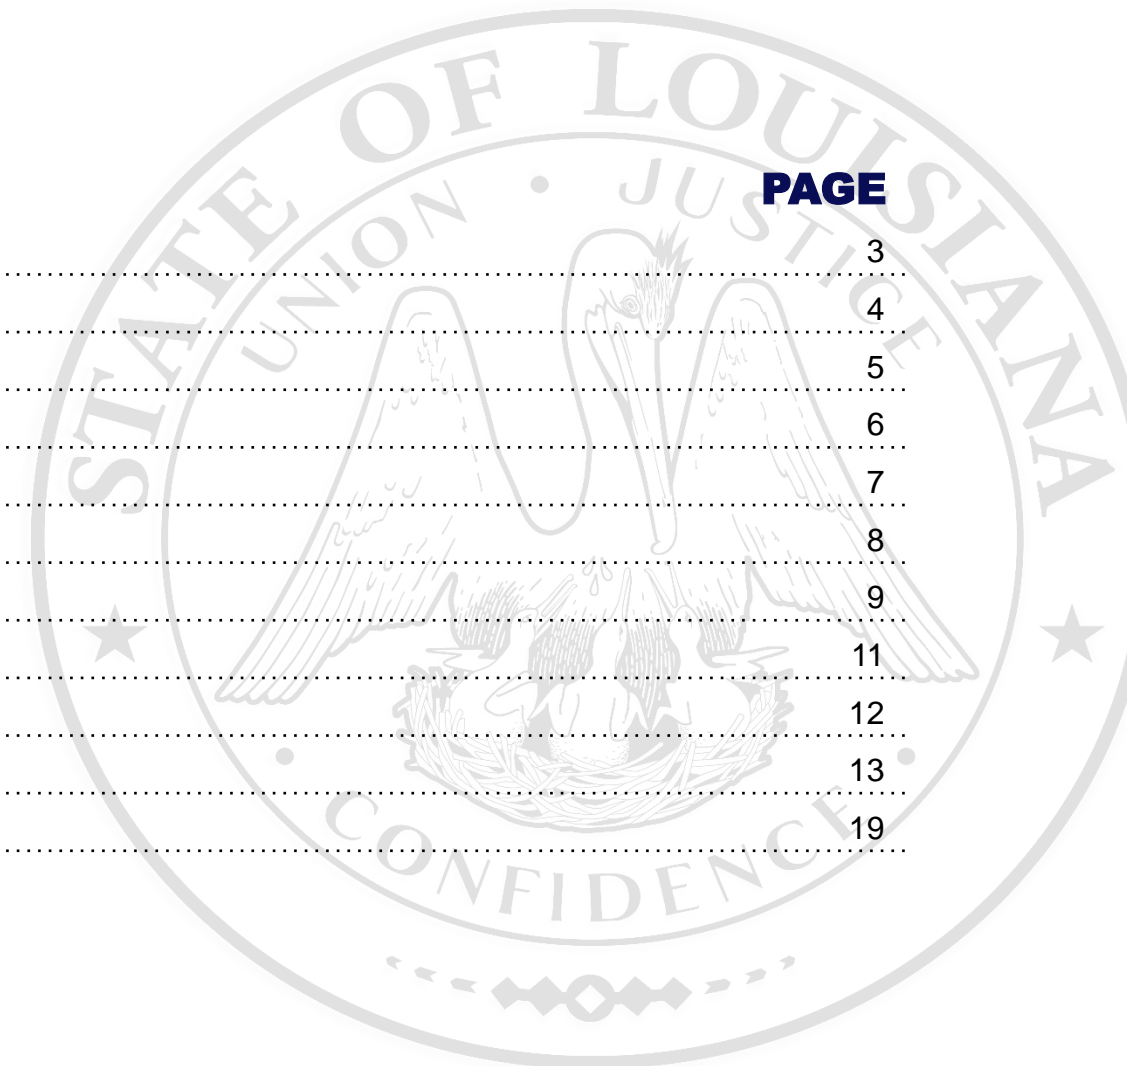 STATE OF LOUISIANA
UNION · JUSTICE
PAGE
3
4
5
6
7
8
9
11
12
13
19
CONFIDENCE